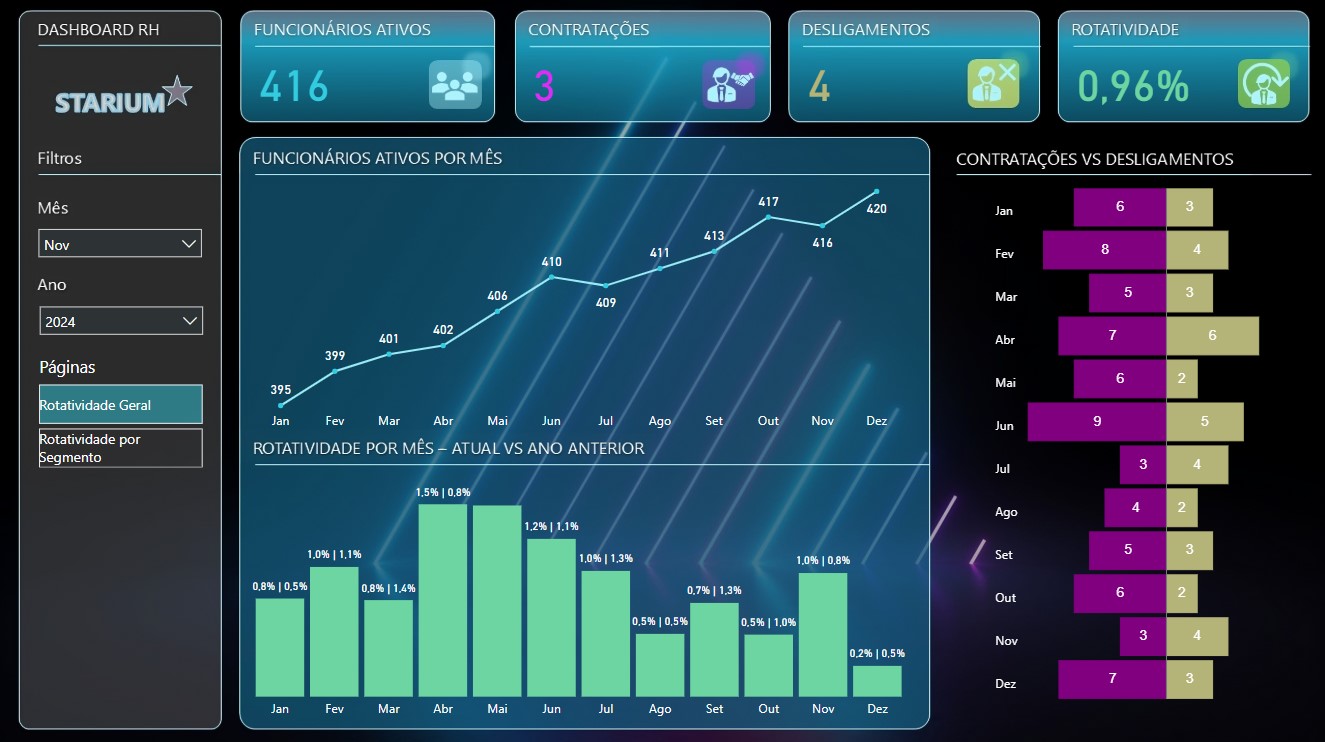 DASHBOARD RH
STARIUM
Filtros
Mês
Nov
Ano
2024
Páginas
Rotatividade Geral
Rotatividade por
Segmento
FUNCIONÁRIOS ATIVOS
416
CONTRATAÇÕES
3
DESLIGAMENTOS
4
ROTATIVIDADE
0,96%
FUNCIONÁRIOS ATIVOS POR MÊS
395 399 401 402 406 410 409 411 413 417 416 420
Jan Fev Mar Abr Mai Jun Jul Ago Set Out Nov Dez
ROTATIVIDADE POR MÊS – ATUAL VS ANO ANTERIOR
0,8% | 0,5% 1,0% | 1,1% 0,8% | 1,4% 1,5% | 0,8% 1,2% | 1,1% 1,0% | 1,3% 0,5% | 0,5% 0,7% | 1,3% 0,5% | 1,0% 1,0% | 0,8% 0,2% | 0,5%
Jan Fev Mar Abr Mai Jun Jul Ago Set Out Nov Dez
CONTRATAÇÕES VS DESLIGAMENTOS
Jan 6 3
Fev 8 4
Mar 5 3
Abr 7 6
Mai 6 2
Jun 9 5
Jul 3 4
Ago 4 2
Set 5 3
Out 6 2
Nov 3 4
Dez 7 3